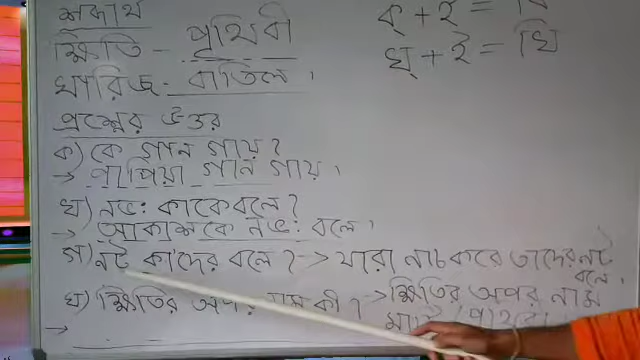 শব্দার্থ
ক্ষিতি - পৃথিবী
খারিজ - বাতিল ।
ক্ + ই =
খ্ + ই = খি
প্রশ্নের উত্তর
ক) কে গান গায় ?
→ পাপিয়া গান গায় ।
খ) নভঃ কাকে বলে ?
→ আকাশকে নভঃ বলে ।
গ) নট কাদের বলে ? → যারা নাচ করে তাদের নট
বলে ।
ঘ) ক্ষিতির অপর নাম কী ? → ক্ষিতির অপর নাম
→